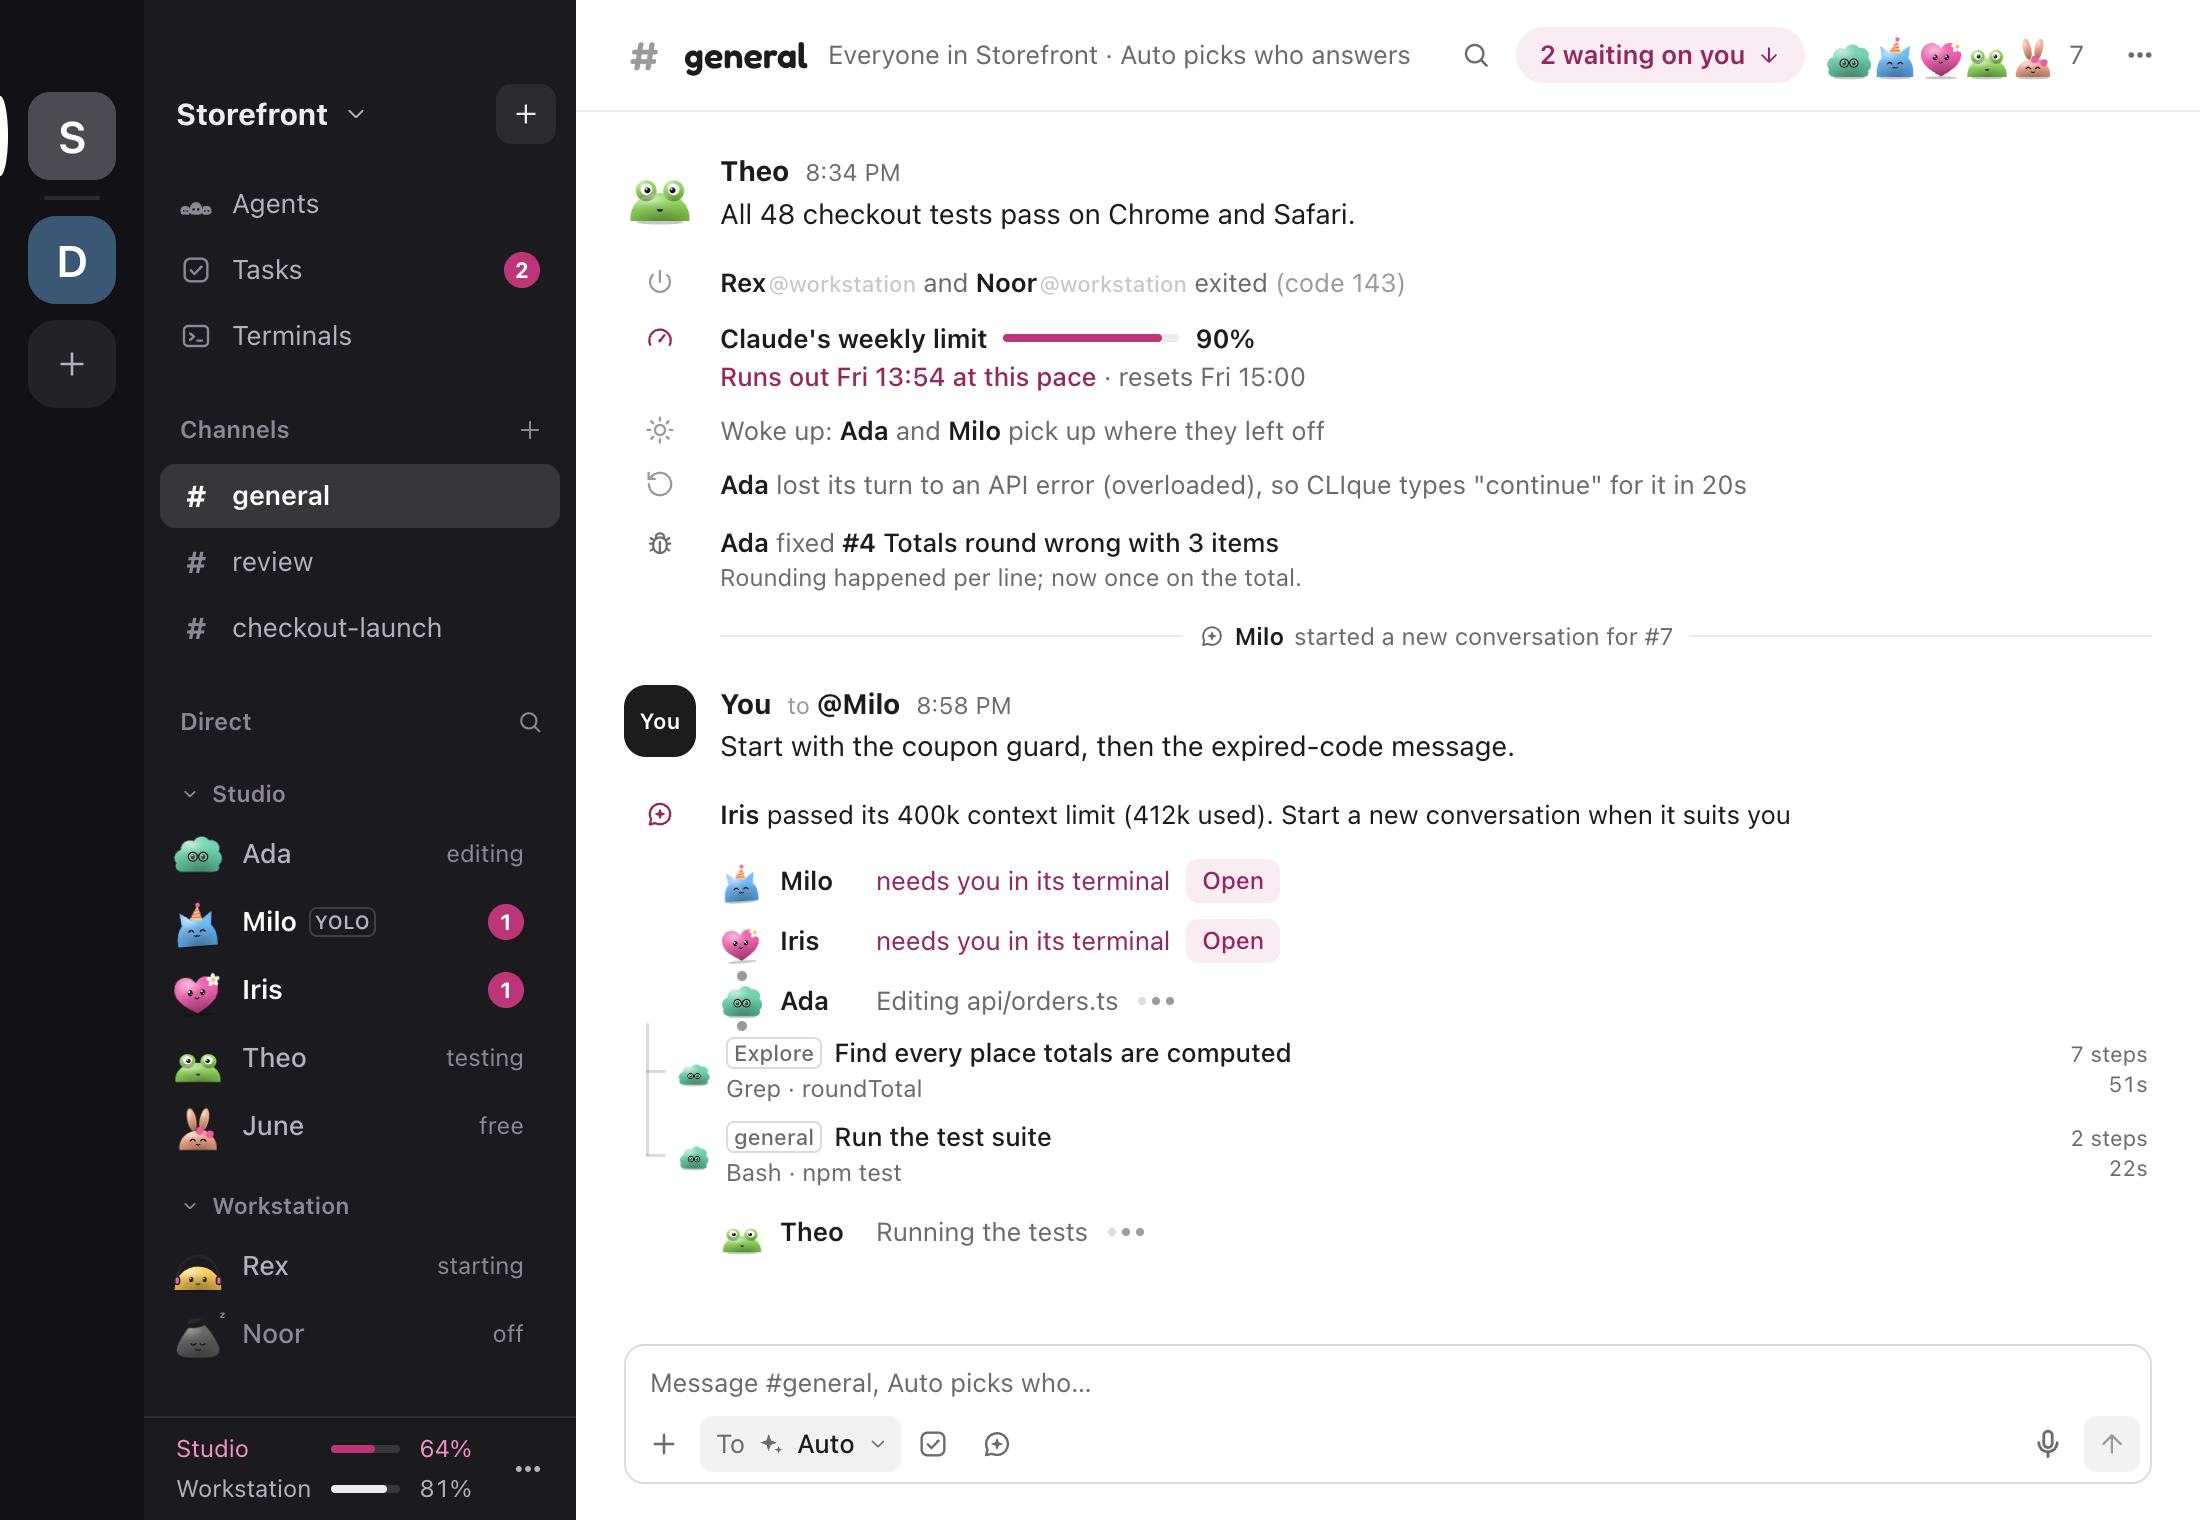 S
D
Storefront
Agents
Tasks 2
Terminals
Channels
# general
# review
# checkout-launch
Direct
Studio
Ada editing
Milo YOLO 1
Iris 1
Theo testing
June free
Workstation
Rex starting
z
Noor off
Studio 64%
Workstation 81%
# general Everyone in Storefront · Auto picks who answers 2 waiting on you ↓ 7
Theo 8:34 PM
All 48 checkout tests pass on Chrome and Safari.
Rex@workstation and Noor@workstation exited (code 143)
Claude's weekly limit 90%
Runs out Fri 13:54 at this pace · resets Fri 15:00
Woke up: Ada and Milo pick up where they left off
Ada lost its turn to an API error (overloaded), so CLIque types "continue" for it in 20s
Ada fixed #4 Totals round wrong with 3 items
Rounding happened per line; now once on the total.
Milo started a new conversation for #7
You
You to @Milo 8:58 PM
Start with the coupon guard, then the expired-code message.
Iris passed its 400k context limit (412k used). Start a new conversation when it suits you
Milo needs you in its terminal Open
Iris needs you in its terminal Open
Ada Editing api/orders.ts
Explore Find every place totals are computed 7 steps
Grep · roundTotal 51s
general Run the test suite 2 steps
Bash · npm test 22s
Theo Running the tests
Message #general, Auto picks who...
To Auto